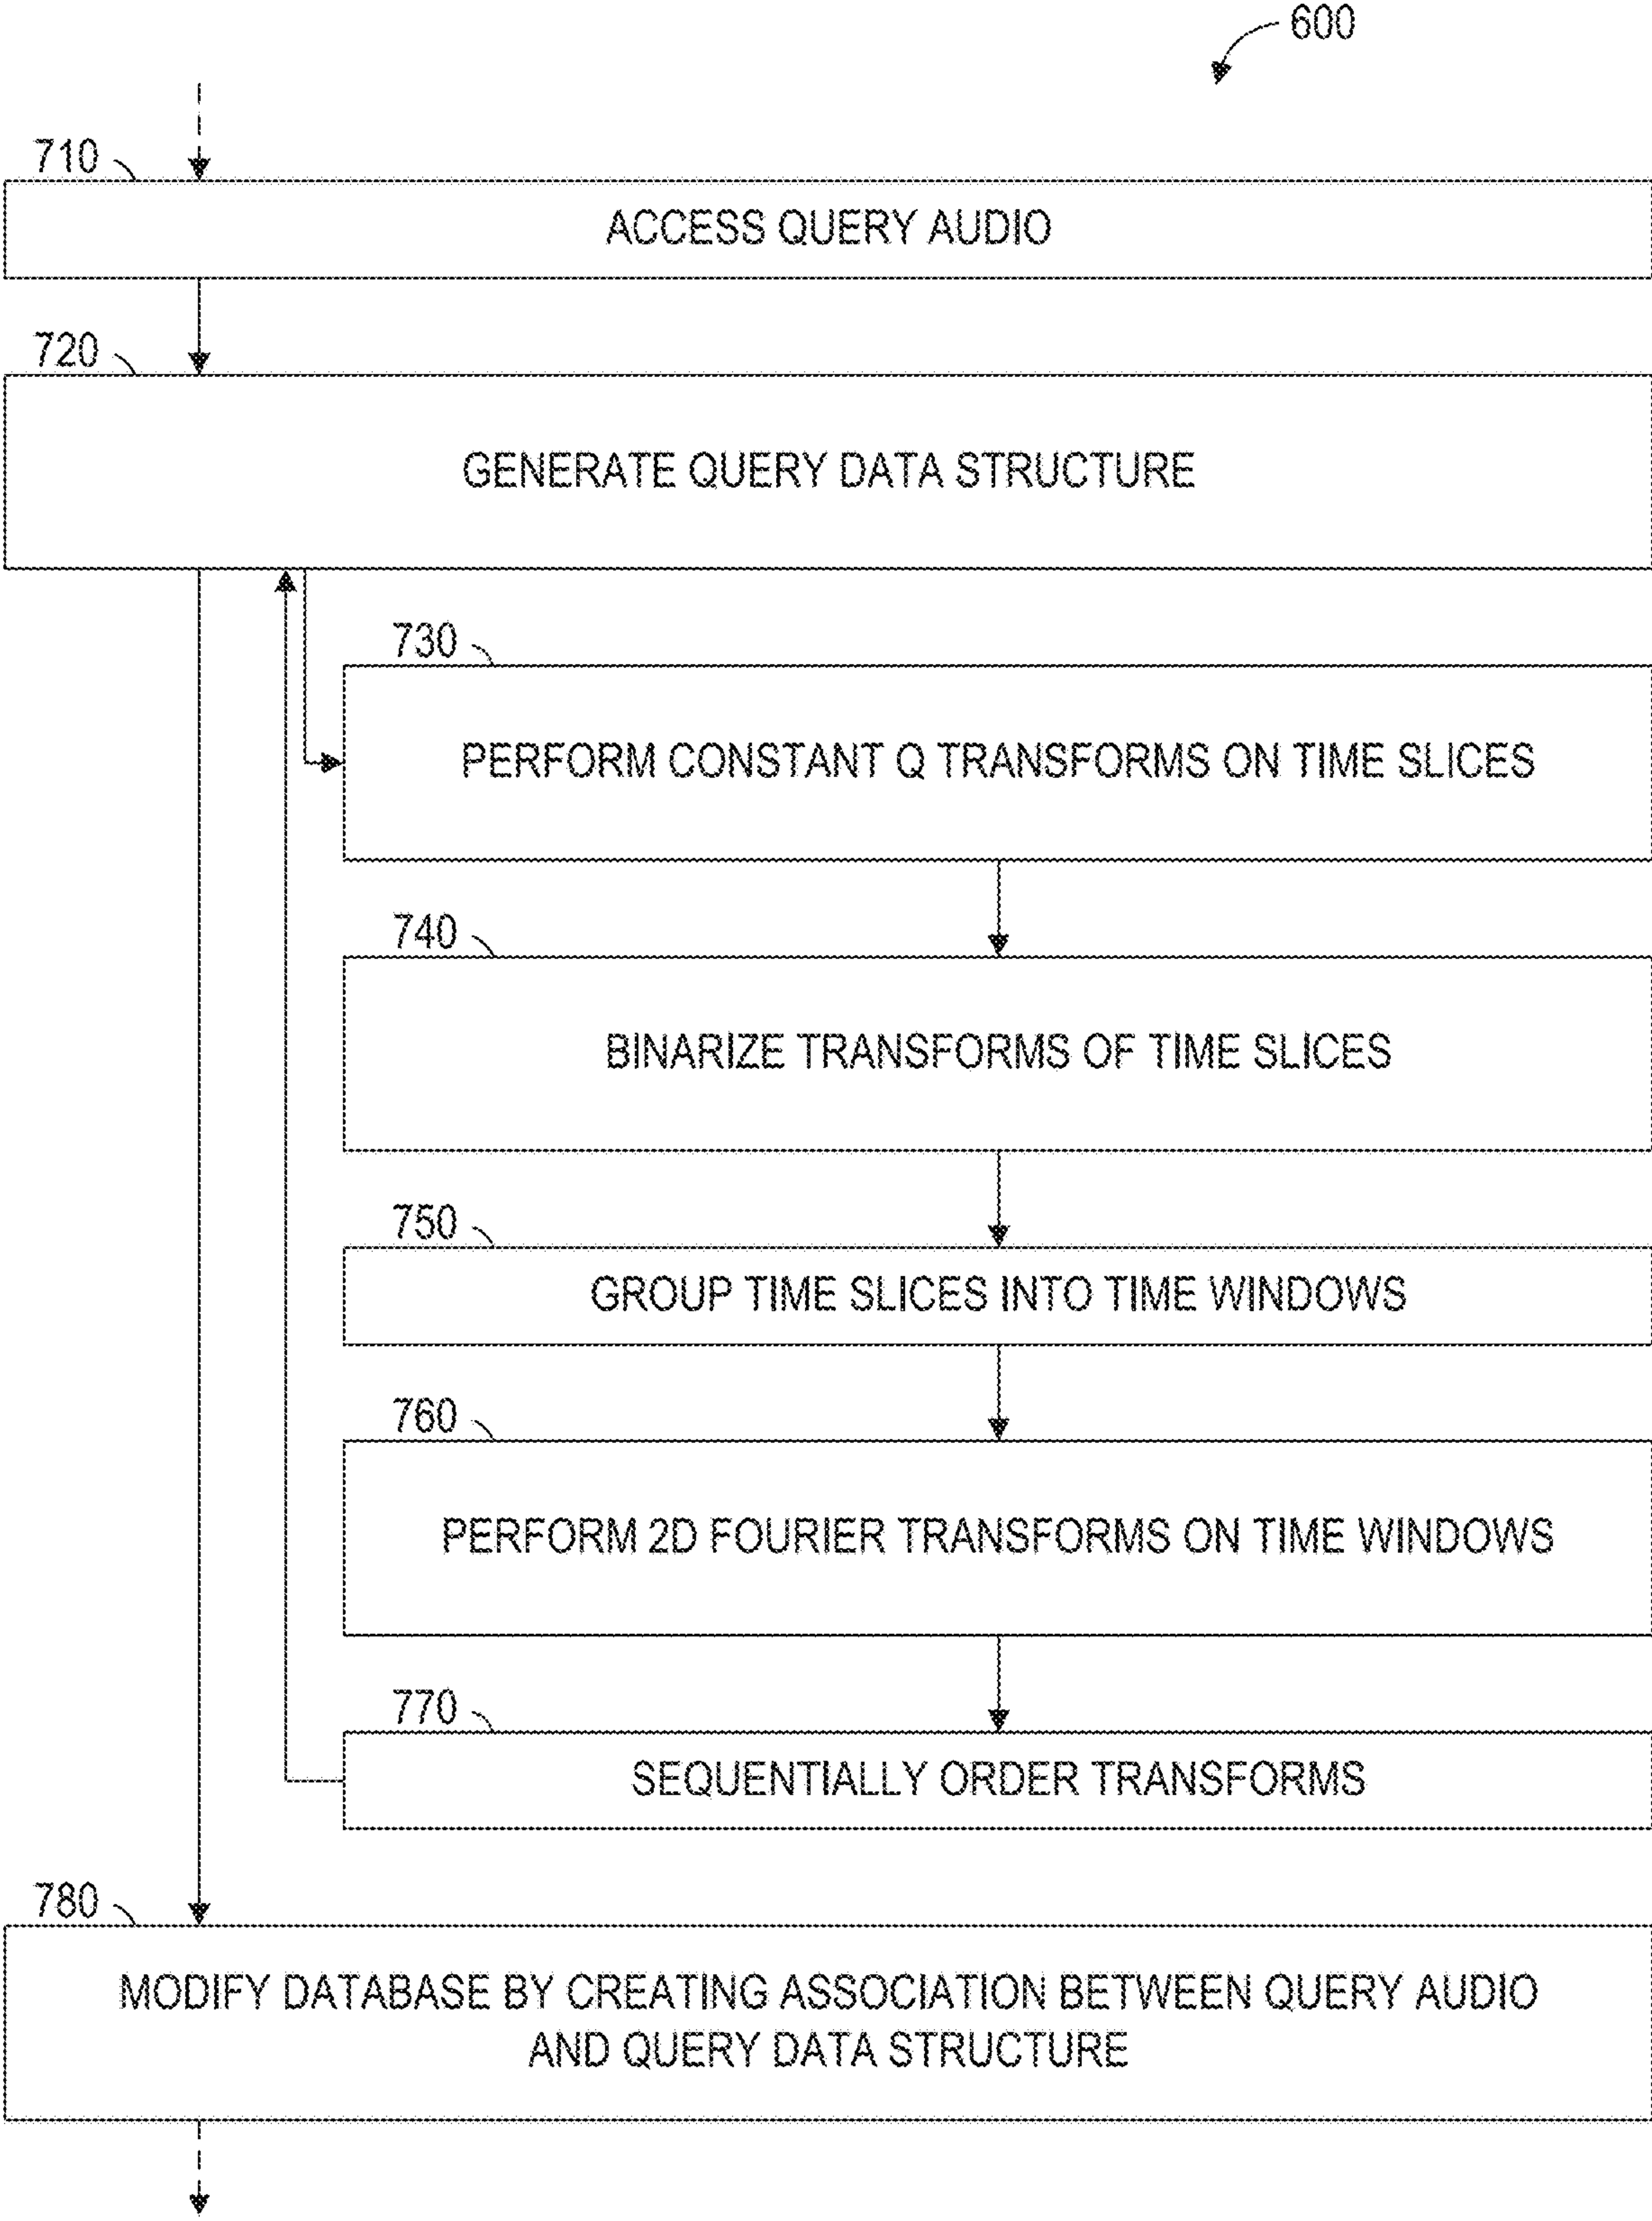 600
710
ACCESS QUERY AUDIO
720
GENERATE QUERY DATA STRUCTURE
730
PERFORM CONSTANT Q TRANSFORMS ON TIME SLICES
740
BINARIZE TRANSFORMS OF TIME SLICES
750
GROUP TIME SLICES INTO TIME WINDOWS
760
PERFORM 2D FOURIER TRANSFORMS ON TIME WINDOWS
770
SEQUENTIALLY ORDER TRANSFORMS
780
MODIFY DATABASE BY CREATING ASSOCIATION BETWEEN QUERY AUDIO
AND QUERY DATA STRUCTURE